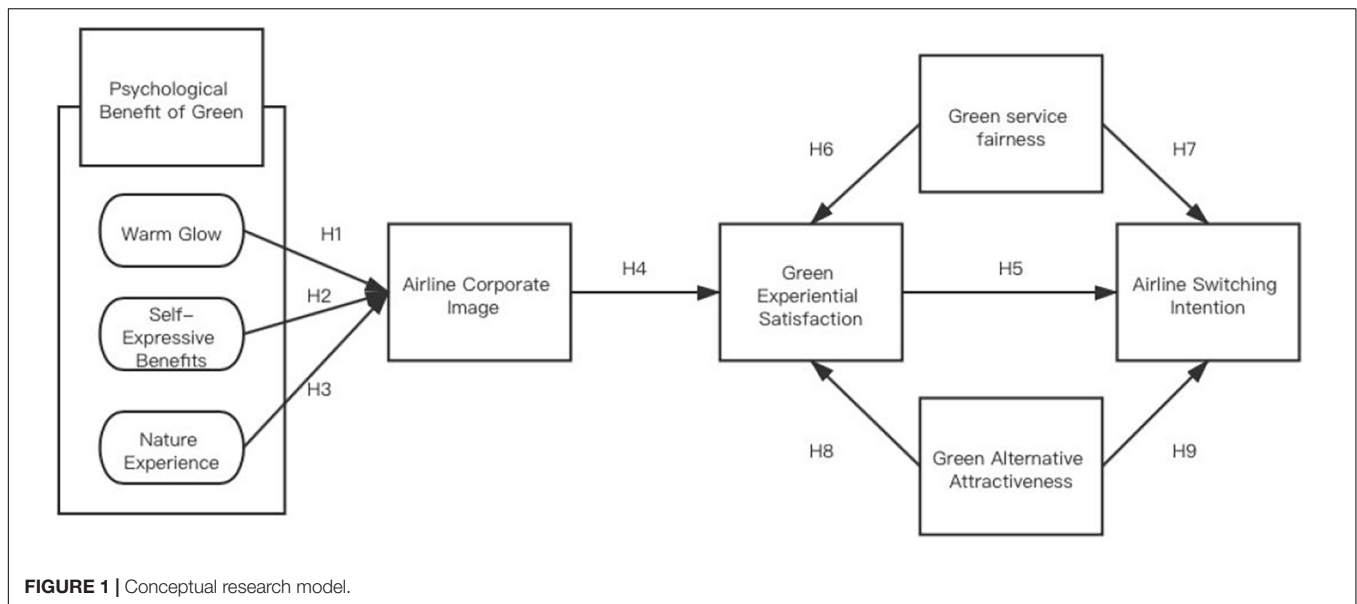 Psychological
Benefit of Green
Warm Glow
Self-
Expressive
Benefits
Nature
Experience
H1
H2
H3
Airline Corporate
Image
H4
Green
Experiential
Satisfaction
H5
Airline Switching
Intention
Green service
fairness
H6
H7
Green Alternative
Attractiveness
H8
H9
FIGURE 1 | Conceptual research model.